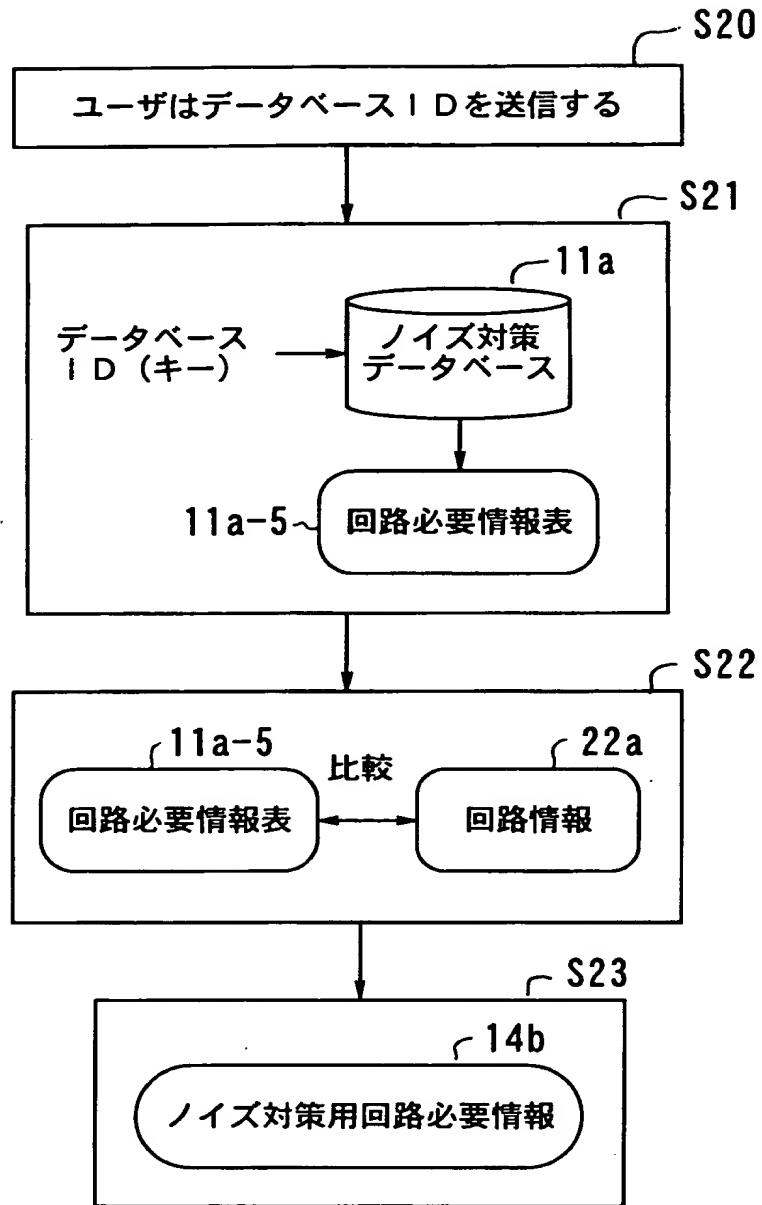 S20
ユーザはデータベースIDを送信する
S21
11a
データベース
ID(キー)
ノイズ対策
データベース
11a-5
回路必要情報表
S22
11a-5
比較
22a
回路必要情報表
回路情報
S23
14b
ノイズ対策用回路必要情報